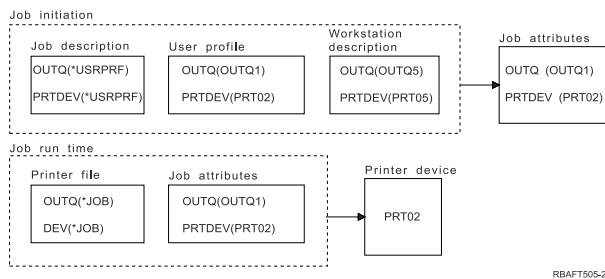 Job initiation
Job description
OUTQ(*USRPRF)
PRTDEV(*USRPRF)
User profile
OUTQ(OUTQ1)
PRTDEV(PRT02)
Workstation
description
OUTQ(OUTQ5)
PRTDEV(PRT05)
Job attributes
OUTQ (OUTQ1)
PRTDEV (PRT02)
Job run time
Printer file
OUTQ(*JOB)
DEV(*JOB)
Job attributes
OUTQ(OUTQ1)
PRTDEV(PRT02)
Printer device
PRT02
RBAFT505-2